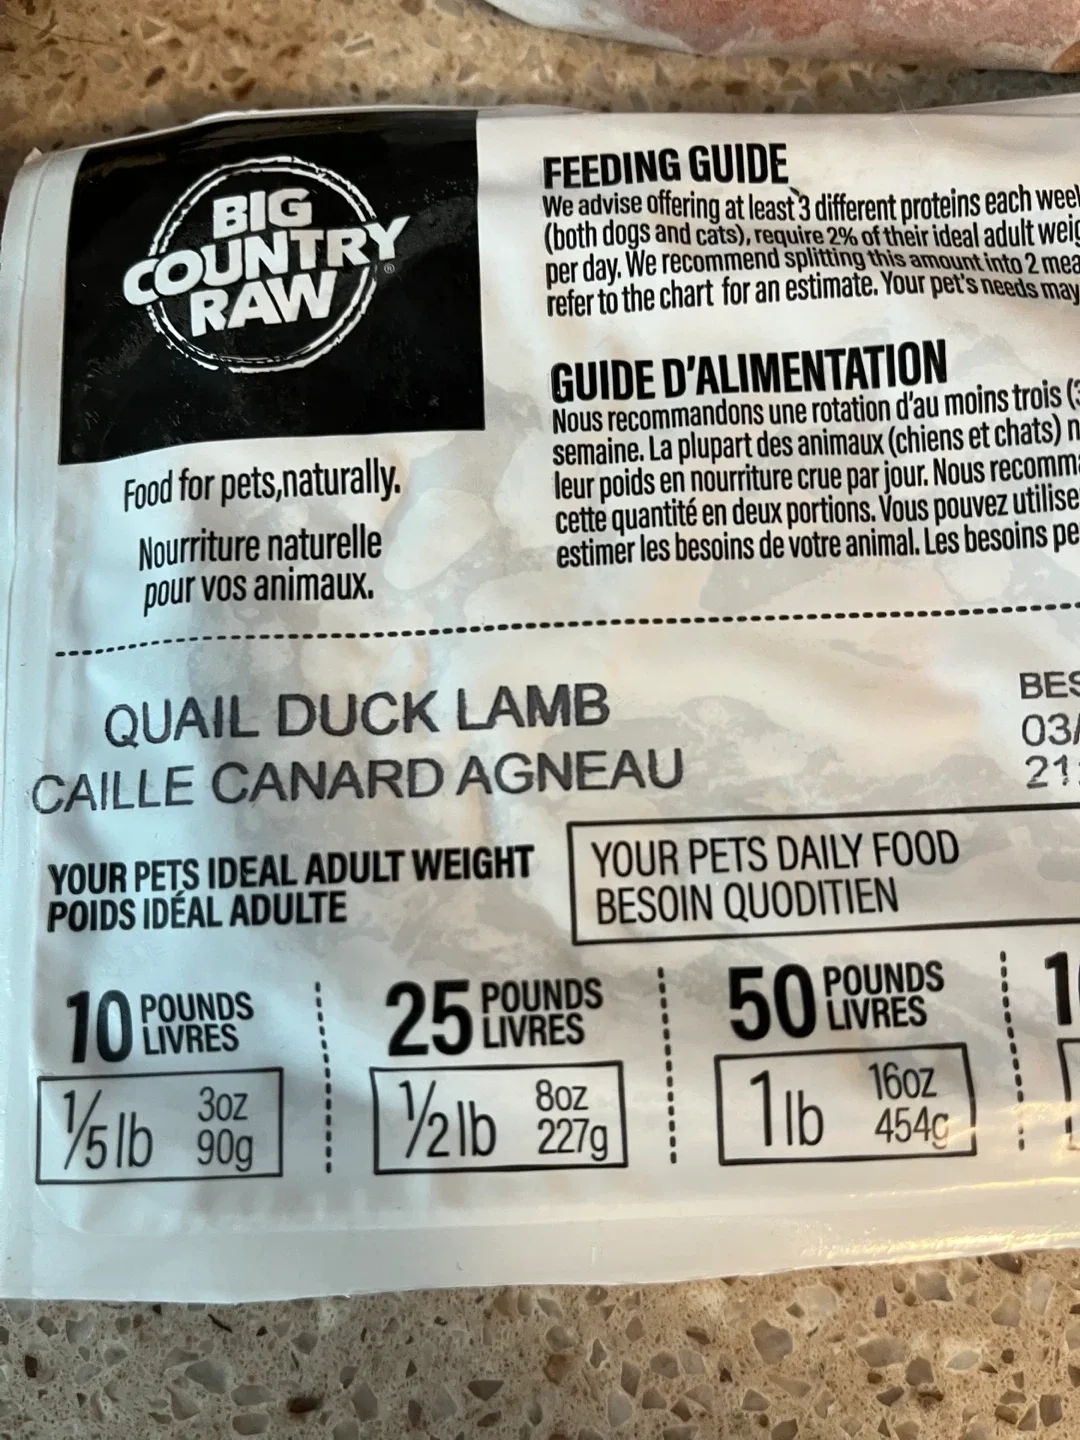 BIG
COUNTRY
RAW
®
Food for pets,naturally.
Nourriture naturelle
pour vos animaux.
FEEDING GUIDE
We advise offering at least 3 different proteins each
(both dogs and cats), require 2% of their ideal adult
per day. We recommend splitting this amount into 2
refer to the chart for an estimate. Your pet's needs may
GUIDE D'ALIMENTATION
Nous recommandons une rotation d'au moins trois
semaine. La plupart des animaux (chiens et chats)
leur poids en nourriture crue par jour. Nous
cette quantité en deux portions. Vous pouvez
estimer les besoins de votre animal. Les besoins
QUAIL DUCK LAMB
CAILLE CANARD AGNEAU
BES
03/
21
YOUR PETS IDEAL ADULT WEIGHT
POIDS IDÉAL ADULTE
YOUR PETS DAILY FOOD
BESOIN QUODITIEN
10 POUNDS LIVRES
1/5 lb 3oz 90g
25 POUNDS LIVRES
1/2 lb 8oz 227g
50 POUNDS LIVRES
1 lb 16oz 454g